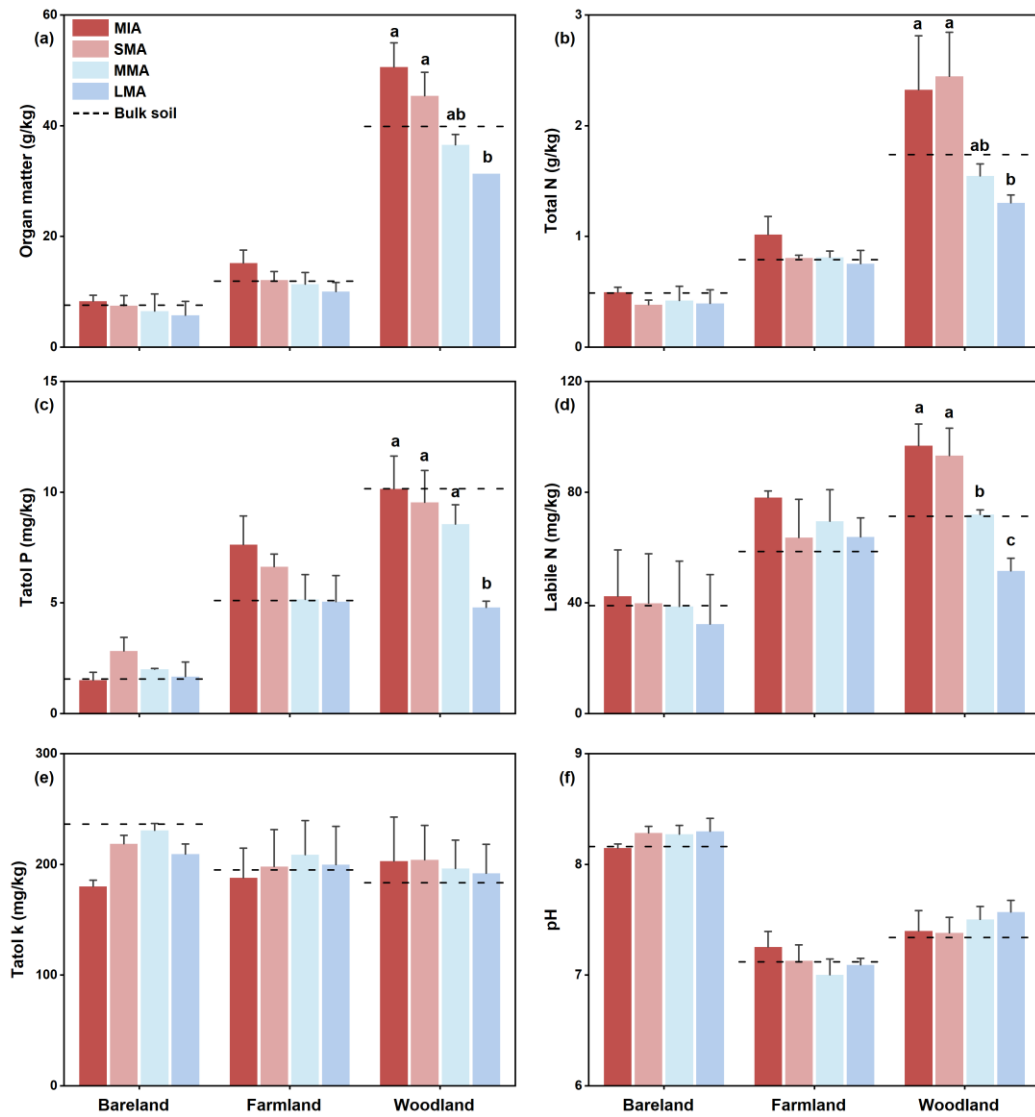 (a)
60
40
20
0
Organ matter (g/kg)
MIA
SMA
MMA
LMA
Bulk soil
a
a
ab
b
(b)
3
2
1
0
Total N (g/kg)
a
a
ab
b
(c)
15
10
5
0
Tatol P (mg/kg)
a
a
a
b
(d)
120
80
40
0
Labile N (mg/kg)
a
a
b
c
(e)
300
200
100
0
Tatol k (mg/kg)
Bareland
Farmland
Woodland
(f)
9
8
7
6
pH
Bareland
Farmland
Woodland